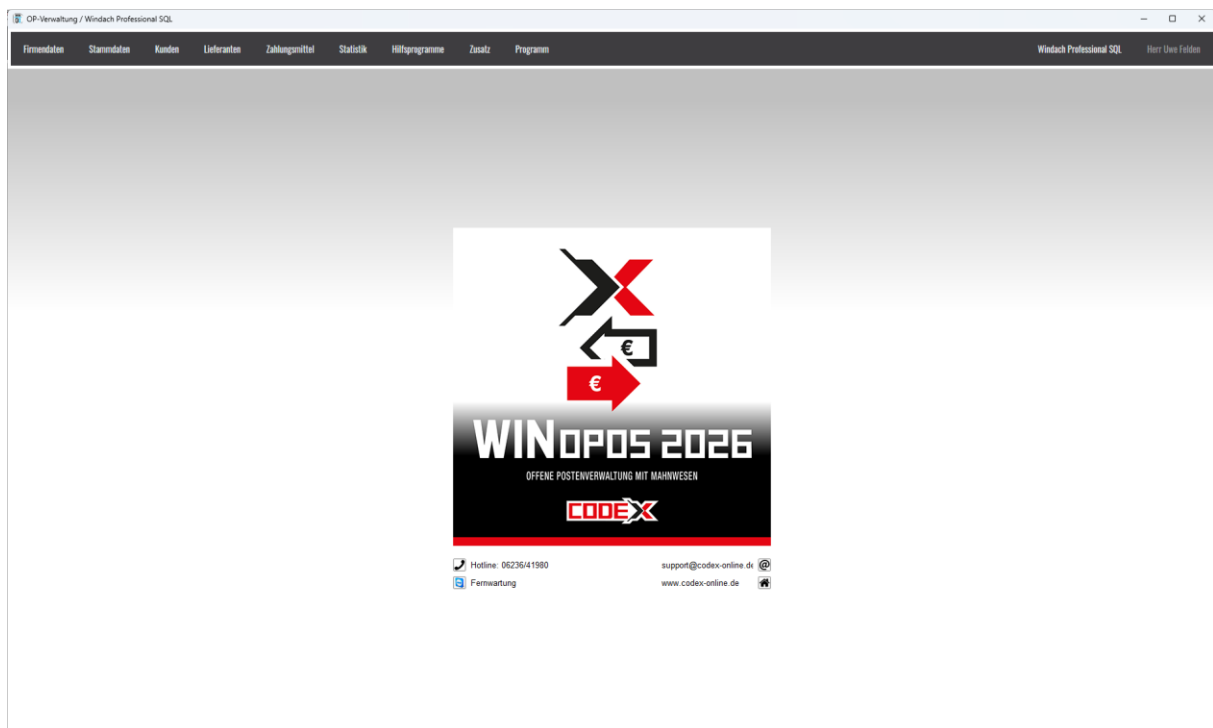 OP-Verwaltung / Windach Professional SQL
Firmendaten Stammdaten Kunden Lieferanten Zahlungsmittel Statistik Hilfsprogramme Zusatz Programm Windach Professional SQL Herr Uwe Felden
€
€
WINOPOS 2026
OFFENE POSTENVERWALTUNG MIT MAHNWESEN
CODEX
Hotline: 06236/41980 support@codex-online.de @
Fernwartung www.codex-online.de